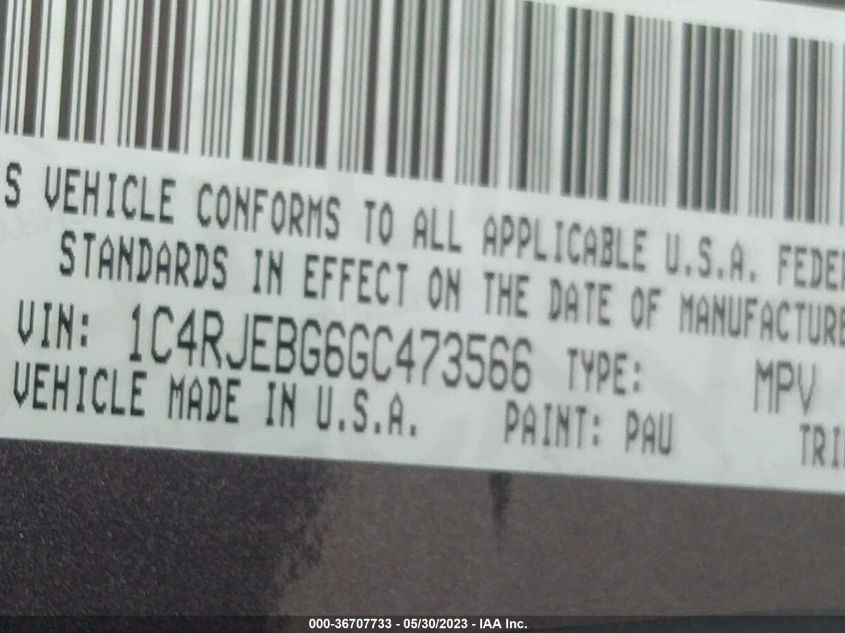 S VEHICLE CONFORMS TO ALL APPLICABLE U.S.A. FEDER
STANDARDS IN EFFECT ON THE DATE OF MANUFACTURE
VIN: 1C4RJEBG6GC473566 TYPE: MPV
VEHICLE MADE IN U.S.A. PAINT: PAU TRI
000-36707733 - 05/30/2023 - IAA Inc.